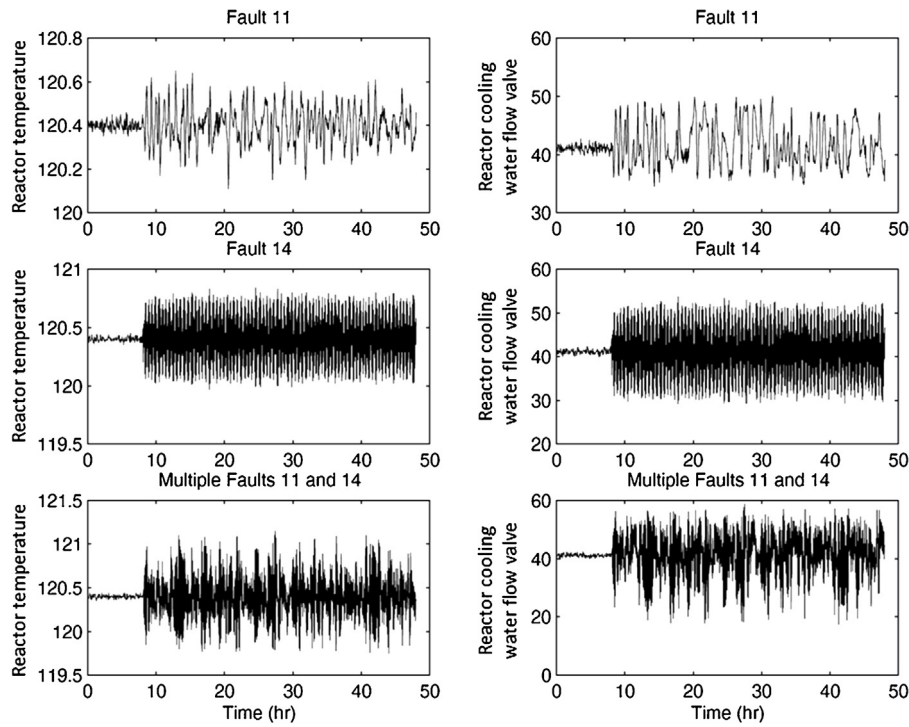 Fault 11
Reactor temperature
120.8
120.6
120.4
120.2
120
0 10 20 30 40 50
Fault 11
Reactor cooling
water flow valve
60
50
40
30
0 10 20 30 40 50
Fault 14
Reactor temperature
121
120.5
120
119.5
0 10 20 30 40 50
Fault 14
Reactor cooling
water flow valve
60
50
40
30
20
0 10 20 30 40 50
Multiple Faults 11 and 14
Reactor temperature
121.5
121
120.5
120
119.5
0 10 20 30 40 50
Time (hr)
Multiple Faults 11 and 14
Reactor cooling
water flow valve
60
40
20
0
0 10 20 30 40 50
Time (hr)